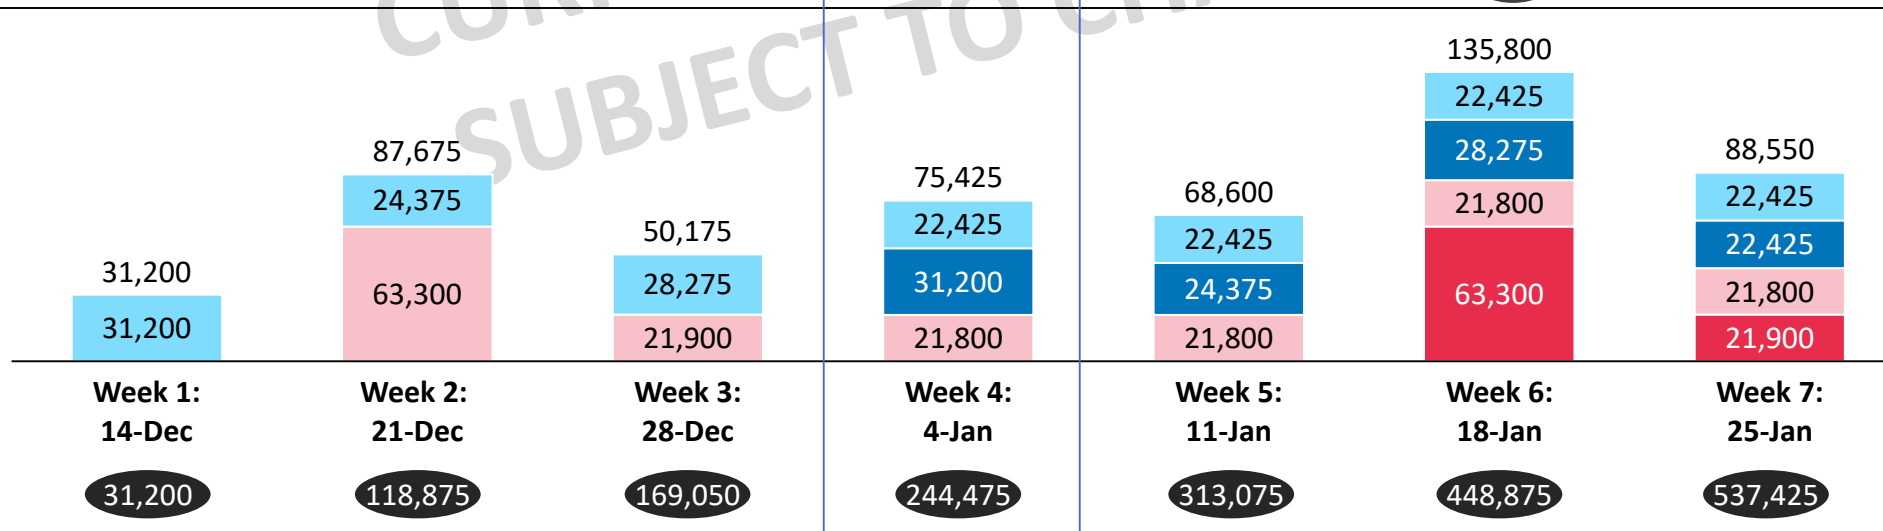 SUBJECT TO
135,800
22,425
28,275
21,800
63,300
87,675
24,375
63,300
88,550
22,425
22,425
21,800
21,900
75,425
22,425
31,200
21,800
68,600
22,425
24,375
21,800
50,175
28,275
21,900
31,200
31,200
Week 1:
14-Dec
Week 2:
21-Dec
Week 3:
28-Dec
Week 4:
4-Jan
Week 5:
11-Jan
Week 6:
18-Jan
Week 7:
25-Jan
31,200
118,875
169,050
244,475
313,075
448,875
537,425